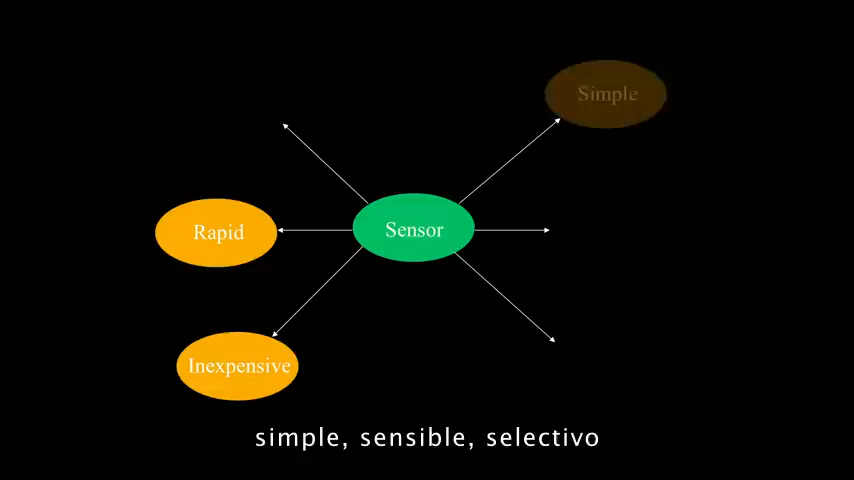 Simple
Rapid
Sensor
Inexpensive
simple, sensible, selectivo